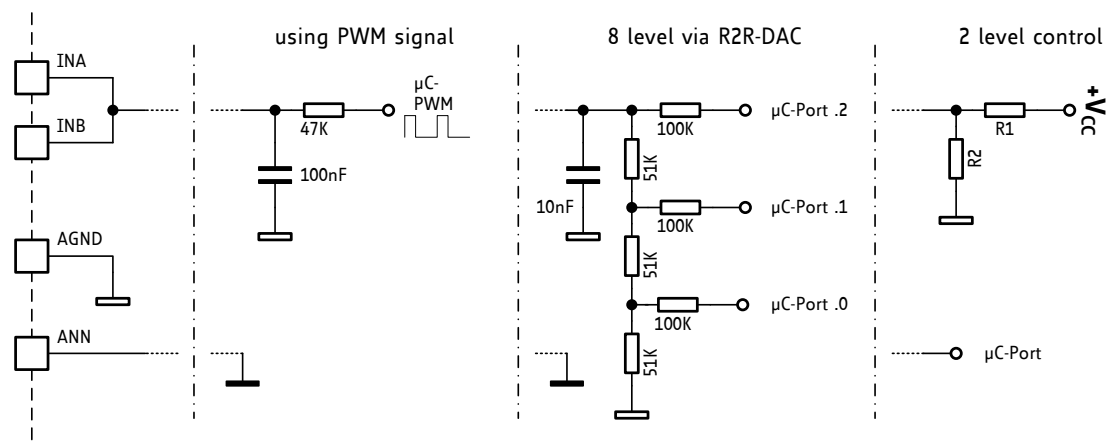 using PWM signal
8 level via R2R-DAC
2 level control
INA
INB
AGND
ANN
µC-
PWM
47K
100nF
µC-Port .2
100K
51K
10nF
µC-Port .1
100K
51K
µC-Port .0
100K
51K
+Vcc
R1
R2
µC-Port